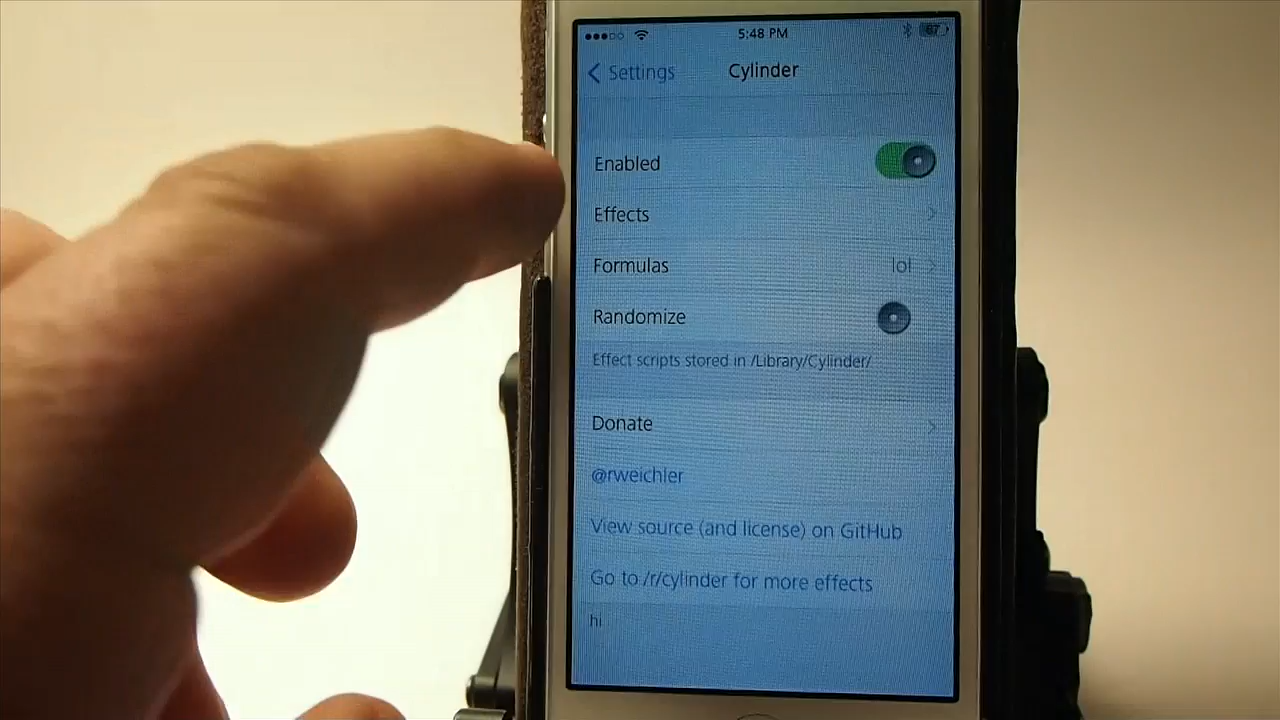 5:48 PM
67
Settings
Cylinder
Enabled
Effects
Formulas
lol
Randomize
Effect scripts stored in /Library/Cylinder/
Donate
@rweichler
View source (and license) on GitHub
Go to /r/cylinder for more effects
hi